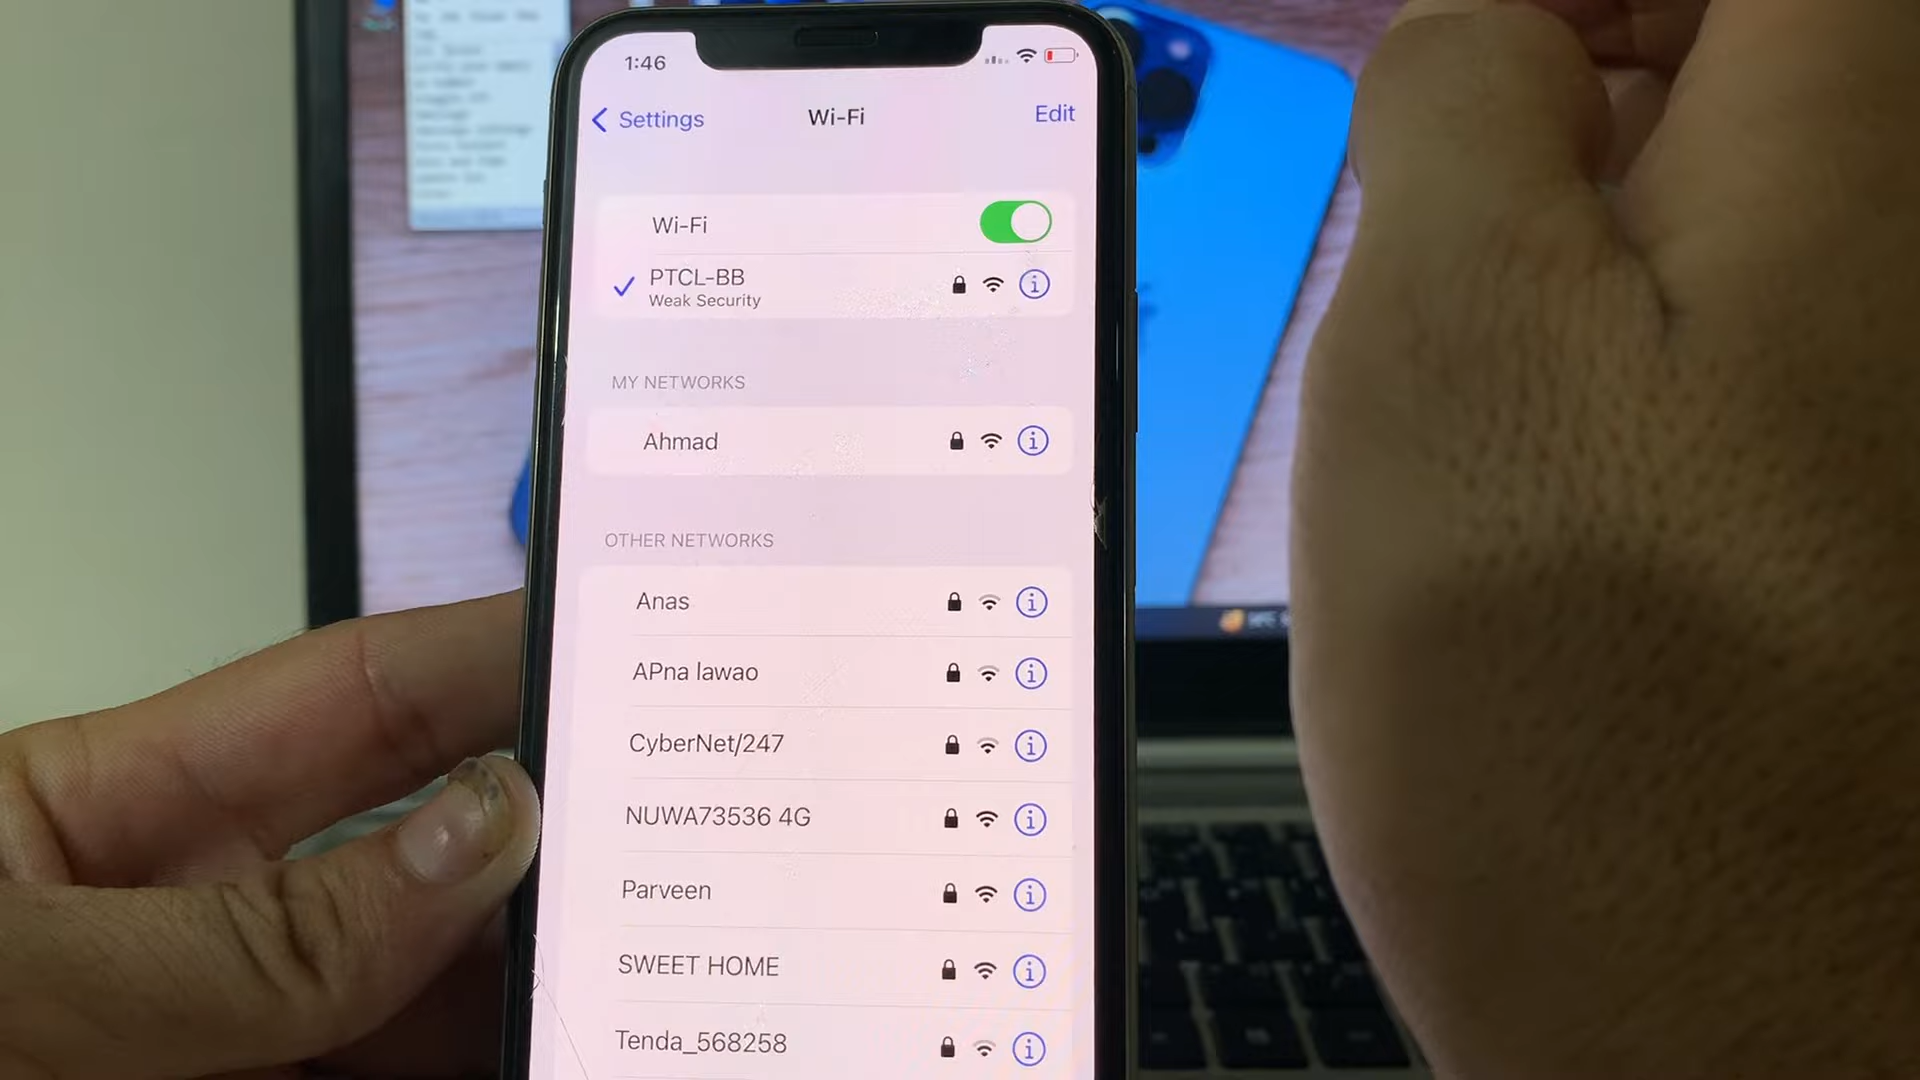 1:46
Settings
Wi-Fi
Edit
Wi-Fi
PTCL-BB
Weak Security
MY NETWORKS
Ahmad
OTHER NETWORKS
Anas
APna lawao
CyberNet/247
NUWA73536 4G
Parveen
SWEET HOME
Tenda_568258